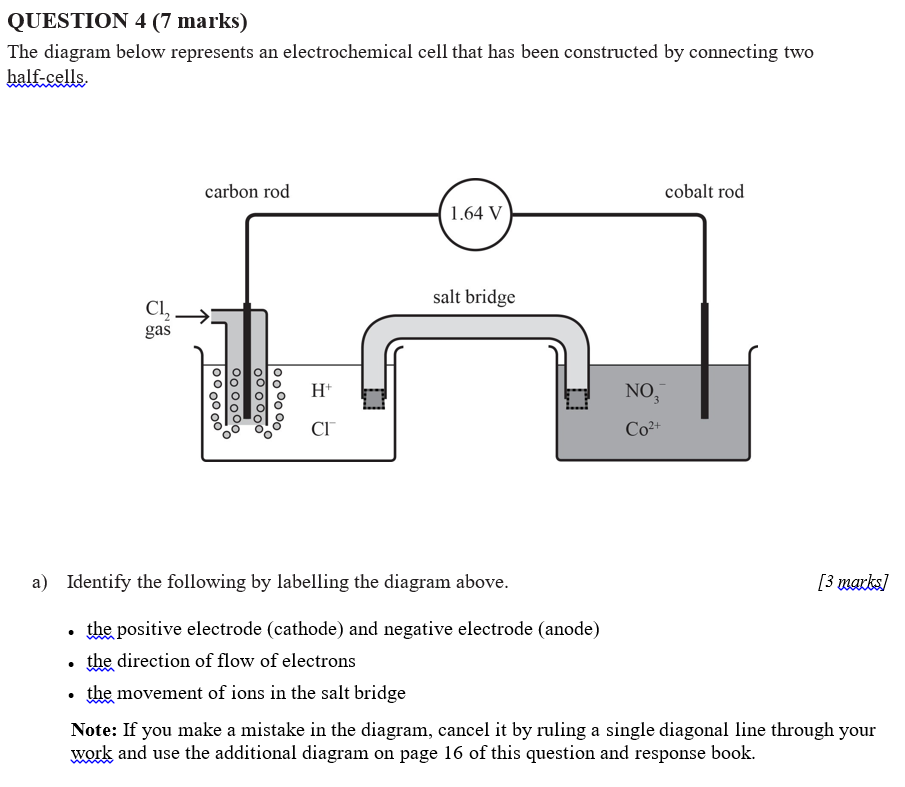 QUESTION 4 (7 marks)
The diagram below represents an electrochemical cell that has been constructed by connecting two
half-cells.
carbon rod
cobalt rod
1.64 V
salt bridge
Cl₂
gas
H⁺
NO₃⁻
Cl⁻
Co²⁺
a) Identify the following by labelling the diagram above. [3 marks]
• the positive electrode (cathode) and negative electrode (anode)
• the direction of flow of electrons
• the movement of ions in the salt bridge
Note: If you make a mistake in the diagram, cancel it by ruling a single diagonal line through your
work and use the additional diagram on page 16 of this question and response book.